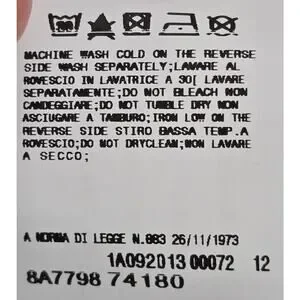 30
MACHINE WASH COLD ON THE REVERSE
SIDE WASH SEPARATELY;LAVARE AL
ROVESCIO IN LAVATRICE A 30[ LAVARE
SEPARATAMENTE;DO NOT BLEACH NON
CANDEGGIARE;DO NOT TUMBLE DRY NON
ASCIUGARE A TAMBURO;IRON LOW ON THE
REVERSE SIDE STIRO BASSA TEMP.A
ROVESCIO;DO NOT DRYCLEAN;NON LAVARE
A SECCO;
A NORMA DI LEGGE N.883 26/11/1973
1A092013 00072 12
8A7798 74180